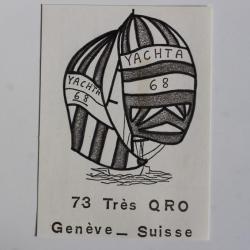 YACHTA
68
YACHTA
68
73 Très QRO
Genève_ Suisse